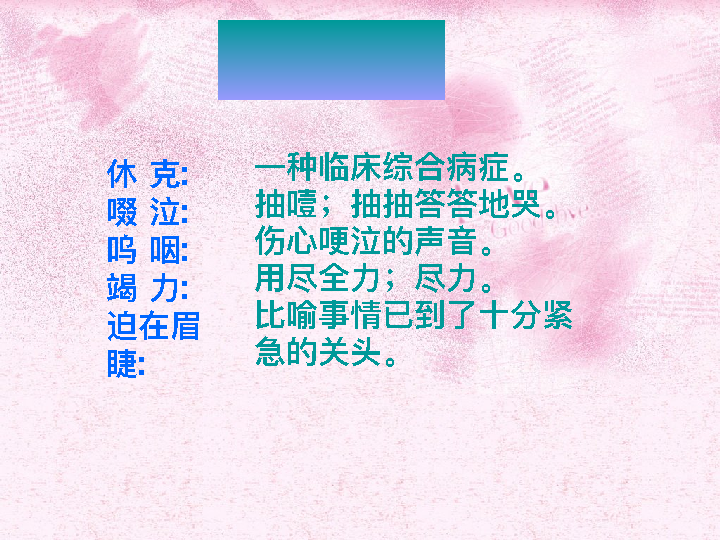 休 克:
啜 泣:
呜 咽:
竭 力:
迫在眉
睫:
一种临床综合病症。
抽噎；抽抽答答地哭。
伤心哽泣的声音。
用尽全力；尽力。
比喻事情已到了十分紧
急的关头。